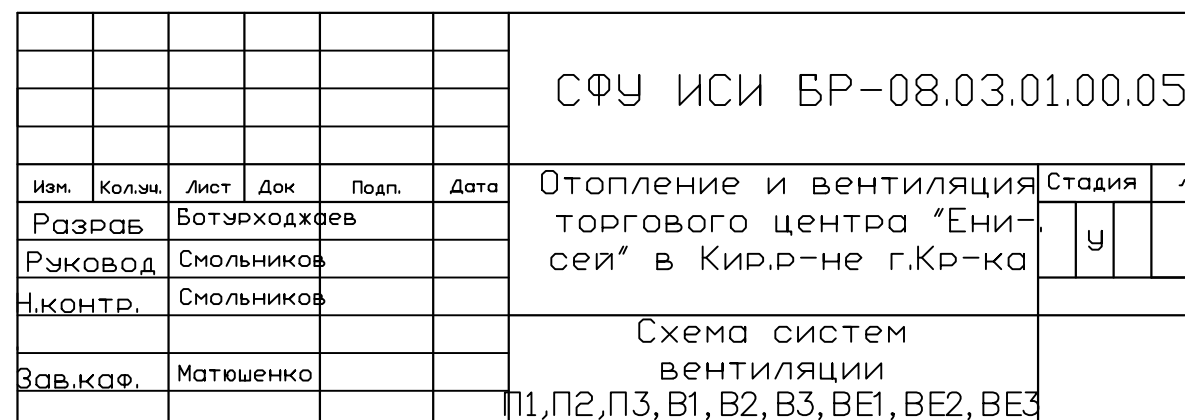 СФУ ИСИ БР-08.03.01.00.05
Изм. Кол.уч. Лист Док Подп. Дата
Отопление и вентиляция
торгового центра "Ени-
сей" в Кир.р-не г.Кр-ка
Стадия
У
Разраб Ботурходжаев
Руковод Смольников
Н.контр. Смольников
Зав.каф. Матюшенко
Схема систем
вентиляции
П1,П2,П3,В1,В2,В3,ВЕ1,ВЕ2,ВЕ3